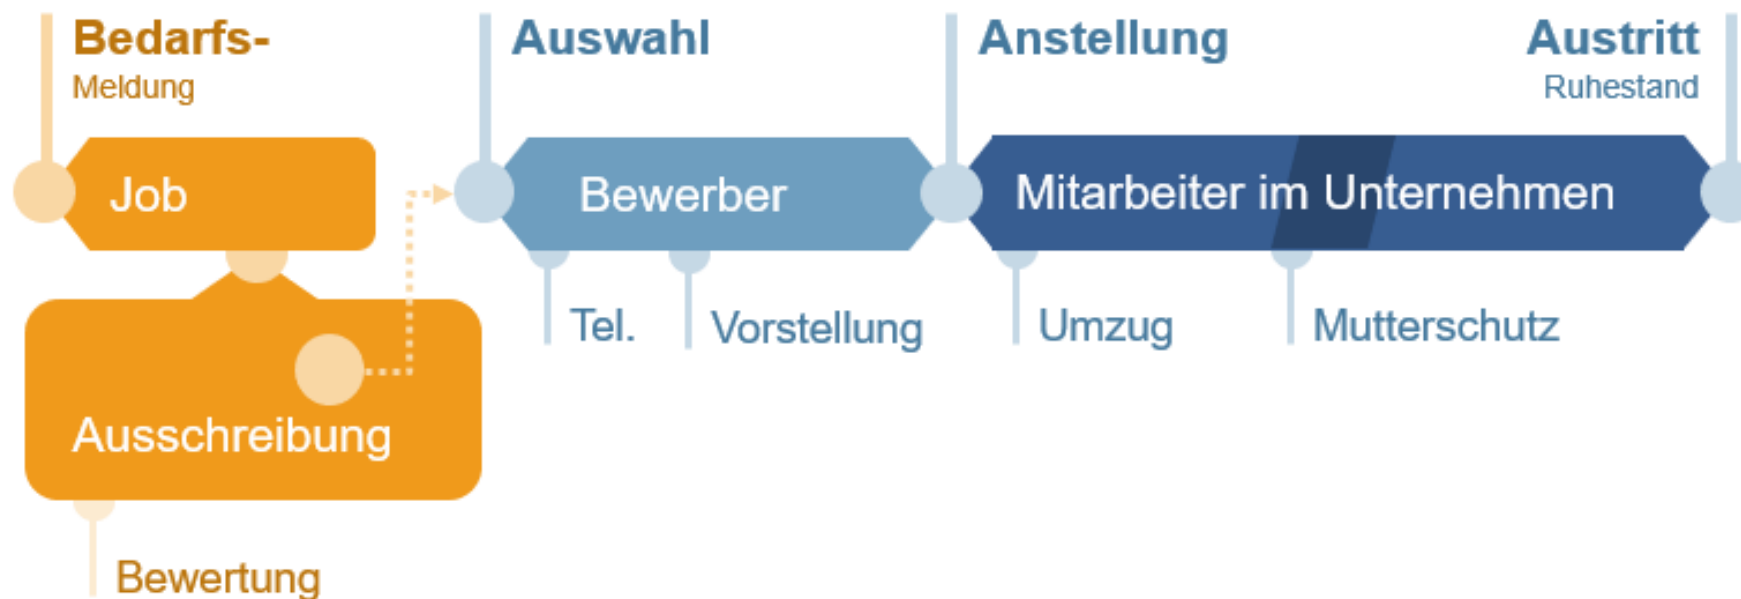 Bedarfs-
Meldung
Auswahl
Anstellung
Austritt
Ruhestand
Job
Bewerber
Mitarbeiter im Unternehmen
Tel.
Vorstellung
Umzug
Mutterschutz
Ausschreibung
Bewertung